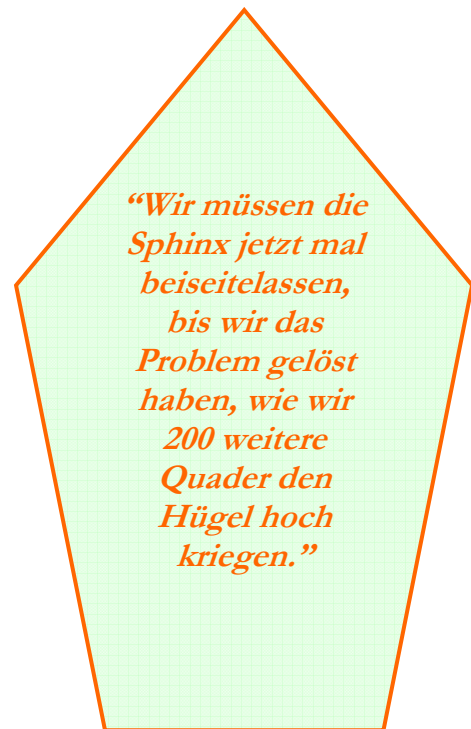 “Wir müssen die
Sphinx jetzt mal
beiseitelassen,
bis wir das
Problem gelöst
haben, wie wir
200 weitere
Quader den
Hügel hoch
kriegen.”